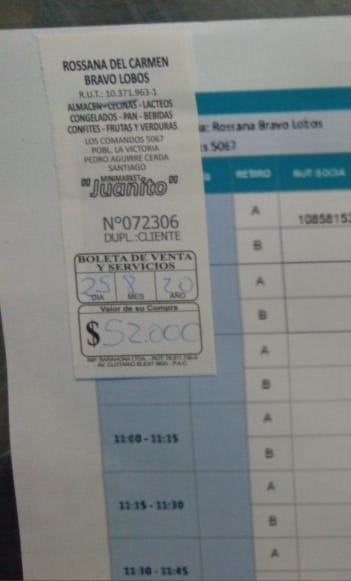 ROSSANA DEL CARMEN
BRAVO LOBOS
R.U.T.: 10.371.963-1
ALMACEN - CECINAS - LACTEOS
CONGELADOS - PAN - BEBIDAS
CONFITES - FRUTAS Y VERDURAS
LOS COMANDOS 5067
POBL. LA VICTORIA
PEDRO AGUIRRE CERDA
SANTIAGO
MINIMARKET
"Juanito"
Nº072306
DUPL.:CLIENTE
BOLETA DE VENTA
Y SERVICIOS
25 8 20
DIA MES AÑO
Valor de su Compra
$52.000
a: Rossana Bravo Lobos
s 5067
RETIRO RUT SOCIA
A 10858153
B
A
B
A
B
A
11:00 - 11:15
B
A
11:15 - 11:30
B
A
11:30 - 11:45